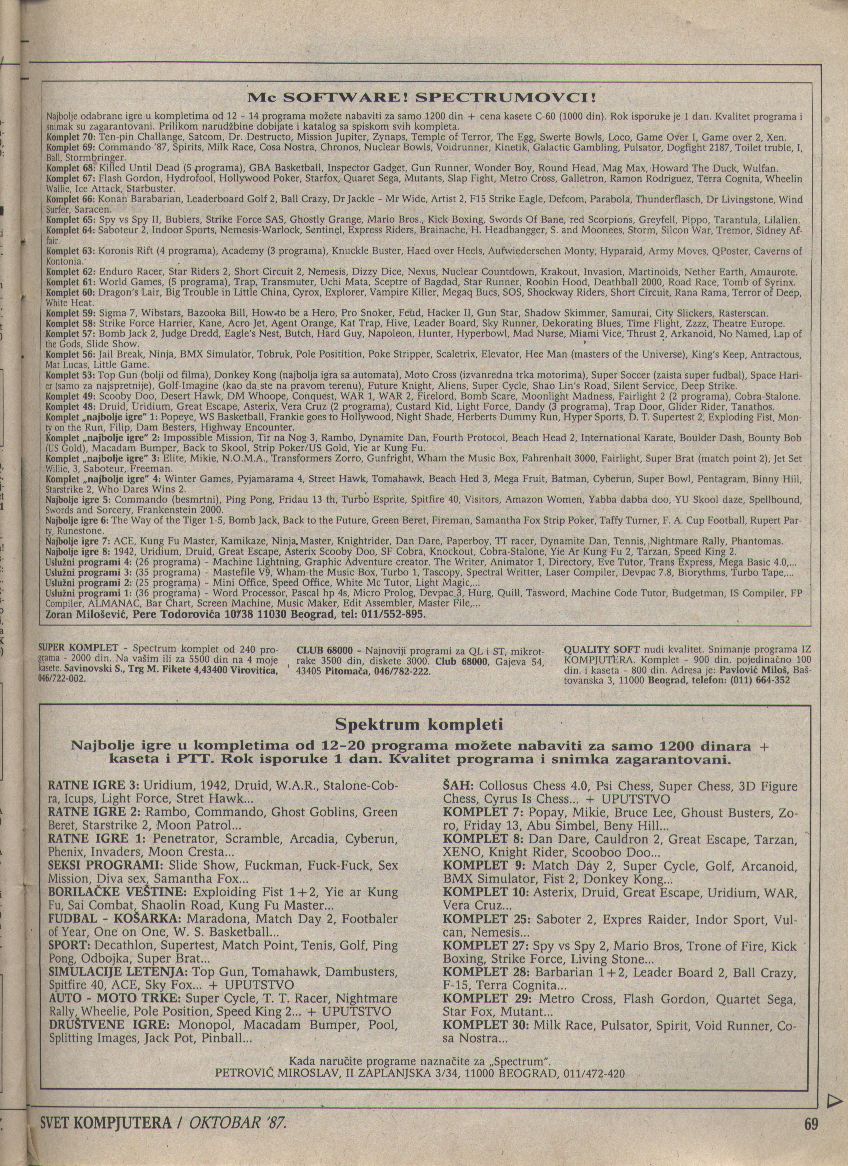 Mc SOFTWARE! SPECTRUMOVCI!
Najbolje odabrane igre u kompletima od 12 - 14 programa možete nabaviti za samo 1200 din + cena kasete C-60 (1000 din). Rok isporuke je 1 dan. Kvalitet programa i
snimak su zagarantovani. Prilikom narudžbine dobijate i katalog sa spiskom svih kompleta.
Komplet 70: Ten-pin Challange, Satcom, Dr. Destructo, Mission Jupiter, Zynaps, Temple of Terror, The Egg, Swerte Bowls, Loco, Game Over I, Game over 2, Xen.
Komplet 69: Commando '87, Spirits, Milk Race, Cosa Nostra, Chronos, Nuclear Bowls, Voidrunner, Kinetik, Galactic Gambling, Pulsator, Dogfight 2187, Toilet truble, I,
Ball, Stormbringer.
Komplet 68: Killed Until Dead (5 programa), GBA Basketball, Inspector Gadget, Gun Runner, Wonder Boy, Round Head, Mag Max, Howard The Duck, Wulfan.
Komplet 67: Flash Gordon, Hydrofool, Hollywood Poker, Starfox, Quaret Sega, Mutants, Slap Fight, Metro Cross, Galletron, Ramon Rodriguez, Terra Cognita, Wheelin
Wallie, Ice Attack, Starbuster.
Komplet 66: Konan Barabarian, Leaderboard Golf 2, Ball Crazy, Dr Jackle - Mr Wide, Artist 2, F15 Strike Eagle, Defcom, Parabola, Thunderflasch, Dr Livingstone, Wind
Surfer, Saracen.
Komplet 65: Spy vs Spy II, Bublers, Strike Force SAS, Ghostly Grange, Mario Bros., Kick Boxing, Swords Of Bane, red Scorpions, Greyfell, Pippo, Tarantula, Lilalien.
Komplet 64: Saboteur 2, Indoor Sports, Nemesis-Warlock, Sentinel, Express Riders, Brainache, H. Headbangger, S. and Moonees, Storm, Silcon War, Tremor, Sidney Af-
fair.
Komplet 63: Koronis Rift (4 programa), Academy (3 programa), Knuckle Buster, Haed over Heels, Aufwiederschen Monty, Hyparaid, Army Moves, QPoster, Caverns of
Kontonia.
Komplet 62: Enduro Racer, Star Riders 2, Short Circuit 2, Nemesis, Dizzy Dice, Nexus, Nuclear Countdown, Krakout, Invasion, Martinoids, Nether Earth, Amaurote.
Komplet 61: World Games, (5 programa), Trap, Transmuter, Uchi Mata, Sceptre of Bagdad, Star Runner, Roobin Hood, Deathball 2000, Road Race, Tomb of Syrinx.
Komplet 60: Dragon's Lair, Big Trouble in Little China, Cyrox, Explorer, Vampire Killer, Megaq Bucs, SOS, Shockway Riders, Short Circuit, Rana Rama, Terror of Deep,
White Heat.
Komplet 59: Sigma 7, Wibstars, Bazooka Bill, How-to be a Hero, Pro Snoker, Feud, Hacker II, Gun Star, Shadow Skimmer, Samurai, City Slickers, Rasterscan.
Komplet 58: Strike Force Harrier, Kane, Acro Jet, Agent Orange, Kat Trap, Hive, Leader Board, Sky Runner, Dekorating Blues, Time Flight, Zzzz, Theatre Europe.
Komplet 57: Bomb Jack 2, Judge Dredd, Eagle's Nest, Butch, Hard Guy, Napoleon, Hunter, Hyperbowl, Mad Nurse, Miami Vice, Thrust 2, Arkanoid, No Named, Lap of
the Gods, Slide Show.
Komplet 56: Jail Break, Ninja, BMX Simulator, Tobruk, Pole Positition, Poke Stripper, Scaletrix, Elevator, Hee Man (masters of the Universe), King's Keep, Antractous,
Mat Lucas, Little Game.
Komplet 53: Top Gun (bolji od filma), Donkey Kong (najbolja igra sa automata), Moto Cross (izvanredna trka motorima), Super Soccer (zaista super fudbal), Space Hari-
er (samo za najspretnije), Golf-Imagine (kao da ste na pravom terenu), Future Knight, Aliens, Super Cycle, Shao Lin's Road, Silent Service, Deep Strike.
Komplet 49: Scooby Doo, Desert Hawk, DM Whoope, Conquest, WAR 1, WAR 2, Firelord, Bomb Scare, Moonlight Madness, Fairlight 2 (2 programa), Cobra-Stalone.
Komplet 48: Druid, Uridium, Great Escape, Asterix, Vera Cruz (2 programa), Custard Kid, Light Force, Dandy (3 programa), Trap Door, Glider Rider, Tanathos.
Komplet „najbolje igre" 1: Popeye, WS Basketball, Frankie goes to Hollywood, Night Shade, Herberts Dummy Run, Hyper Sports, D. T. Supertest 2, Exploding Fist, Mon-
ty on the Run, Filip, Dam Besters, Highway Encounter.
Komplet „najbolje igre" 2: Impossible Mission, Tir na Nog 3, Rambo, Dynamite Dan, Fourth Protocol, Beach Head 2, International Karate, Boulder Dash, Bounty Bob
(US Gold), Macadam Bumper, Back to Skool, Strip Poker/US Gold, Yie ar Kung Fu.
Komplet „najbolje igre" 3: Elite, Mikie, N.O.M.A., Transformers Zorro, Gunfright, Wham the Music Box, Fahrenhalt 3000, Fairlight, Super Brat (match point 2), Jet Set
Willie, 3, Saboteur, Freeman.
Komplet „najbolje igre" 4: Winter Games, Pyjamarama 4, Street Hawk, Tomahawk, Beach Hed 3, Mega Fruit, Batman, Cyberun, Super Bowl, Pentagram, Binny Hiil,
Starstrike 2, Who Dares Wins 2.
Najbolje igre 5: Commando (besmrtni), Ping Pong, Fridau 13 th, Turbo Esprite, Spitfire 40, Visitors, Amazon Women, Yabba dabba doo, YU Skool daze, Spellbound,
Swords and Sorcery, Frankenstein 2000.
Najbolje igre 6: The Way of the Tiger 1-5, Bomb Jack, Back to the Future, Green Beret, Fireman, Samantha Fox Strip Poker, Taffy Turner, F. A. Cup Football, Rupert Par-
ty, Runestone.
Najbolje igre 7: ACE, Kung Fu Master, Kamikaze, Ninja Master, Knightrider, Dan Dare, Paperboy, TT racer, Dynamite Dan, Tennis, Nightmare Rally, Phantomas.
Najbolje igre 8: 1942, Uridium, Druid, Great Escape, Asterix Scooby Doo, SF Cobra, Knockout, Cobra-Stalone, Yie Ar Kung Fu 2, Tarzan, Speed King 2.
Uslužni programi 4: (26 programa) - Machine Lightning, Graphic Adventure creator, The Writer, Animator 1, Directory, Eve Tutor, Trans Express, Mega Basic 4.0,...
Uslužni programi 3: (35 programa) - Mastefile V9, Wham-the Music Box, Turbo 1, Tascopy, Spectral Writter, Laser Compiler, Devpac 7.8, Biorythms, Turbo Tape,...
Uslužni programi 2: (25 programa) - Mini Office, Speed Office, White Mc Tutor, Light Magic,...
Uslužni programi 1: (36 programa) - Word Processor, Pascal hp 4s, Micro Prolog, Devpac 3, Hurg, Quill, Tasword, Machine Code Tutor, Budgetman, IS Compiler, FP
Compiler, ALMANAC, Bar Chart, Screen Machine, Music Maker, Edit Assembler, Master File,...
Zoran Milošević, Pere Todorovića 10738 11030 Beograd, tel: 011/552-895.
SUPER KOMPLET - Spectrum komplet od 240 pro-
grama - 2000 din. Na vašim ili za 5500 din na 4 moje
kasete. Savinovski S., Trg M. Fikete 4,43400 Virovitica,
046/722-002.
CLUB 68000 - Najnoviji programi za QL i ST, mikrot-
rake 3500 din, diskete 3000. Club 68000, Gajeva 54,
43405 Pitomača, 046/782-222.
QUALITY SOFT nudi kvalitet. Snimanje programa IZ
KOMPJUTERA. Komplet - 900 din. pojedinačno 100
din. i kaseta - 800 din. Adresa je: Pavlović Miloš, Baš-
tovanska 3, 11000 Beograd, telefon: (011) 664-352
Spektrum kompleti
Najbolje igre u kompletima od 12-20 programa možete nabaviti za samo 1200 dinara +
kaseta i PTT. Rok isporuke 1 dan. Kvalitet programa i snimka zagarantovani.
RATNE IGRE 3: Uridium, 1942, Druid, W.A.R., Stalone-Cob-
ra, Icups, Light Force, Stret Hawk...
RATNE IGRE 2: Rambo, Commando, Ghost Goblins, Green
Beret, Starstrike 2, Moon Patrol...
RATNE IGRE 1: Penetrator, Scramble, Arcadia, Cyberun,
Phenix, Invaders, Moon Cresta...
SEKSI PROGRAMI: Slide Show, Fuckman, Fuck-Fuck, Sex
Mission, Diva sex, Samantha Fox...
BORILAČKE VEŠTINE: Exploiding Fist 1+2, Yie ar Kung
Fu, Sai Combat, Shaolin Road, Kung Fu Master...
FUDBAL - KOŠARKA: Maradona, Match Day 2, Footbaler
of Year, One on One, W. S. Basketball...
SPORT: Decathlon, Supertest, Match Point, Tenis, Golf, Ping
Pong, Odbojka, Super Brat...
SIMULACIJE LETENJA: Top Gun, Tomahawk, Dambusters,
Spitfire 40, ACE, Sky Fox... + UPUTSTVO
AUTO - MOTO TRKE: Super Cycle, T. T. Racer, Nightmare
Rally, Wheelie, Pole Position, Speed King 2... + UPUTSTVO
DRUŠTVENE IGRE: Monopol, Macadam Bumper, Pool,
Splitting Images, Jack Pot, Pinball...
ŠAH: Collosus Chess 4.0, Psi Chess, Super Chess, 3D Figure
Chess, Cyrus Is Chess... + UPUTSTVO
KOMPLET 7: Popay, Mikie, Bruce Lee, Ghoust Busters, Zo-
ro, Friday 13, Abu Simbel, Beny Hill...
KOMPLET 8: Dan Dare, Cauldron 2, Great Escape, Tarzan,
XENO, Knight Rider, Scooboo Doo...
KOMPLET 9: Match Day 2, Super Cycle, Golf, Arcanoid,
BMX Simulator, Fist 2, Donkey Kong...
KOMPLET 10: Asterix, Druid, Great Escape, Uridium, WAR,
Vera Cruz...
KOMPLET 25: Saboter 2, Expres Raider, Indor Sport, Vul-
can, Nemesis...
KOMPLET 27: Spy vs Spy 2, Mario Bros, Trone of Fire, Kick
Boxing, Strike Force, Living Stone...
KOMPLET 28: Barbarian 1+2, Leader Board 2, Ball Crazy,
F-15, Terra Cognita...
KOMPLET 29: Metro Cross, Flash Gordon, Quartet Sega,
Star Fox, Mutant...
KOMPLET 30: Milk Race, Pulsator, Spirit, Void Runner, Co-
sa Nostra...
Kada naručite programe naznačite za „Spectrum".
PETROVIĆ MIROSLAV, II ZAPLANJSKA 3/34, 11000 BEOGRAD, 011/472-420
SVET KOMPJUTERA / OKTOBAR '87.
69